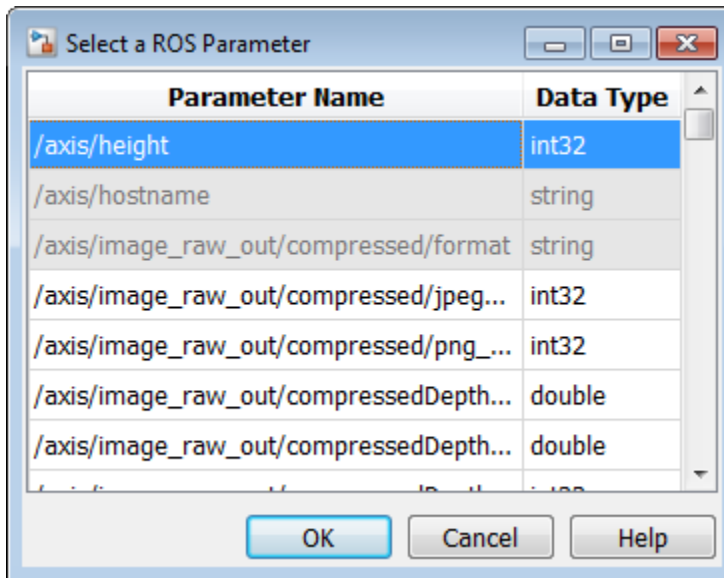 Select a ROS Parameter
Parameter Name Data Type
/axis/height int32
/axis/hostname string
/axis/image_raw_out/compressed/format string
/axis/image_raw_out/compressed/jpeg... int32
/axis/image_raw_out/compressed/png_... int32
/axis/image_raw_out/compressedDepth... double
/axis/image_raw_out/compressedDepth... double
OK Cancel Help